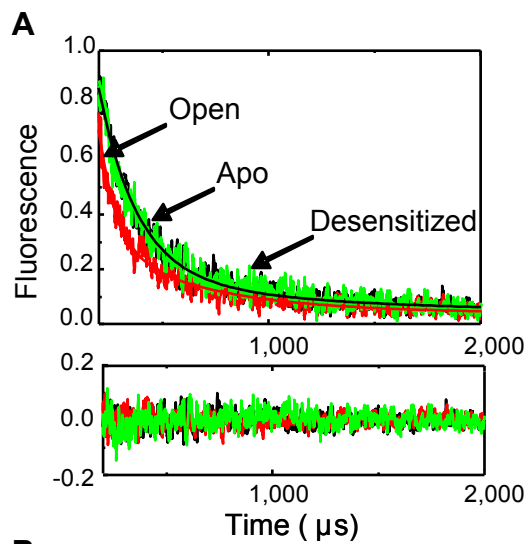 A
1.0
0.8
0.6
0.4
0.2
0.0
Fluorescence
Open
Apo
Desensitized
1,000
2,000
0.2
0.0
-0.2
1,000
2,000
Time ( μs)